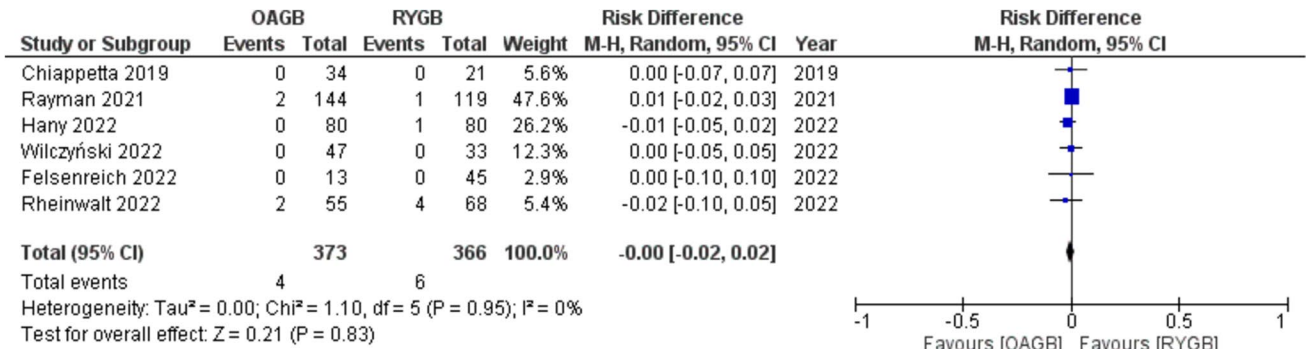 OAGB RYGB Risk Difference Risk Difference
Study or Subgroup Events Total Events Total Weight M-H, Random, 95% CI Year M-H, Random, 95% CI
Chiappetta 2019 0 34 0 21 5.6% 0.00 [-0.07, 0.07] 2019
Rayman 2021 2 144 1 119 47.6% 0.01 [-0.02, 0.03] 2021
Hany 2022 0 80 1 80 26.2% -0.01 [-0.05, 0.02] 2022
Wilczyński 2022 0 47 0 33 12.3% 0.00 [-0.05, 0.05] 2022
Felsenreich 2022 0 13 0 45 2.9% 0.00 [-0.10, 0.10] 2022
Rheinwalt 2022 2 55 4 68 5.4% -0.02 [-0.10, 0.05] 2022
Total (95% CI) 373 366 100.0% -0.00 [-0.02, 0.02]
Total events 4 6
Heterogeneity: Tau² = 0.00; Chi² = 1.10, df = 5 (P = 0.95); I² = 0%
Test for overall effect: Z = 0.21 (P = 0.83)
-1 -0.5 0 0.5 1
Favours [OAGB] Favours [RYGB]